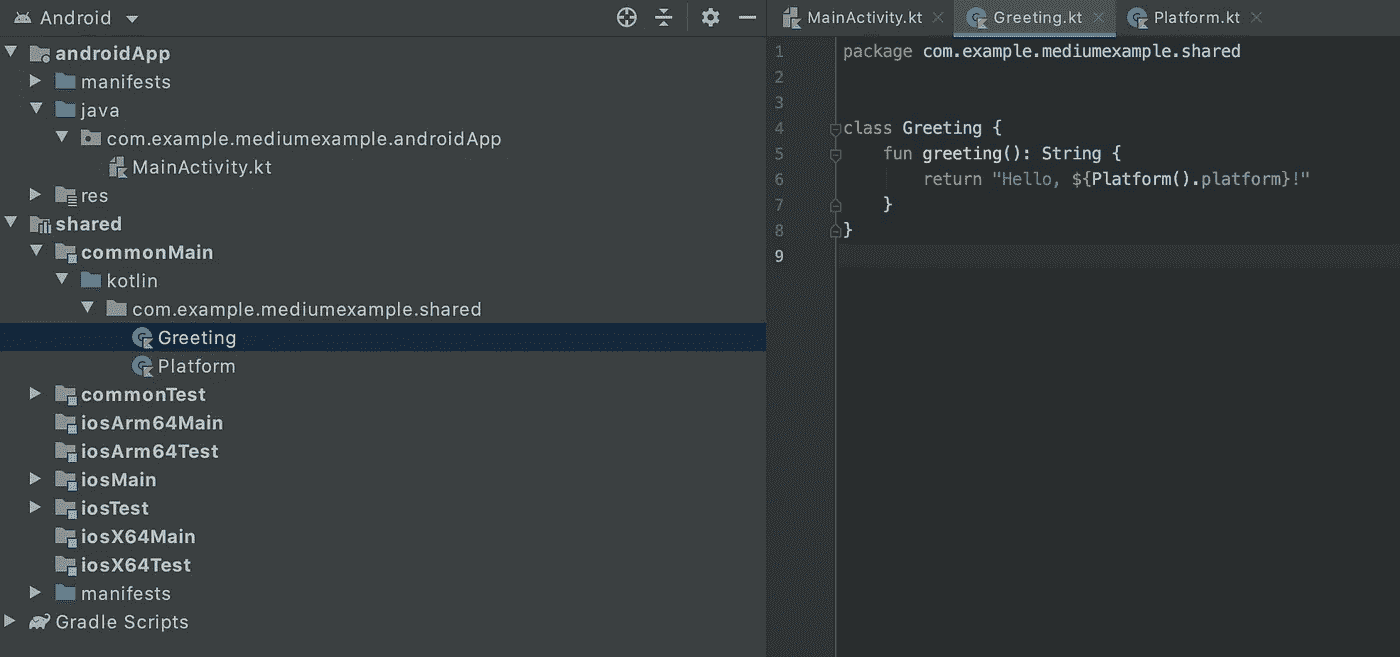 Android
androidApp
manifests
java
com.example.mediumexample.androidApp
MainActivity.kt
res
shared
commonMain
kotlin
com.example.mediumexample.shared
Greeting
Platform
commonTest
iosArm64Main
iosArm64Test
iosMain
iosTest
iosX64Main
iosX64Test
manifests
Gradle Scripts
MainActivity.kt Greeting.kt Platform.kt
1 package com.example.mediumexample.shared
2
3
4 class Greeting {
5 fun greeting(): String {
6 return "Hello, ${Platform().platform}!"
7 }
8 }
9